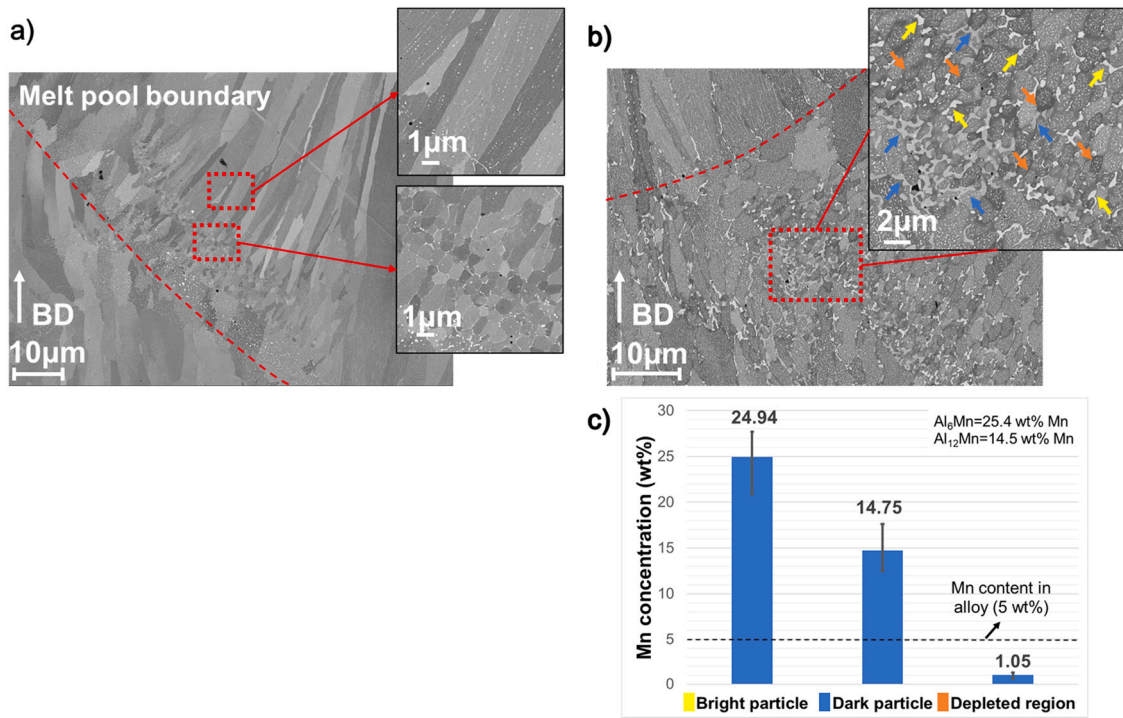 a)
Melt pool boundary
1μm
1μm
BD
10μm
b)
2μm
BD
10μm
c)
Mn concentration (wt%)
30
25
20
15
10
5
0
24.94
14.75
1.05
Al₆Mn=25.4 wt% Mn
Al₁₂Mn=14.5 wt% Mn
Mn content in
alloy (5 wt%)
Bright particle Dark particle Depleted region